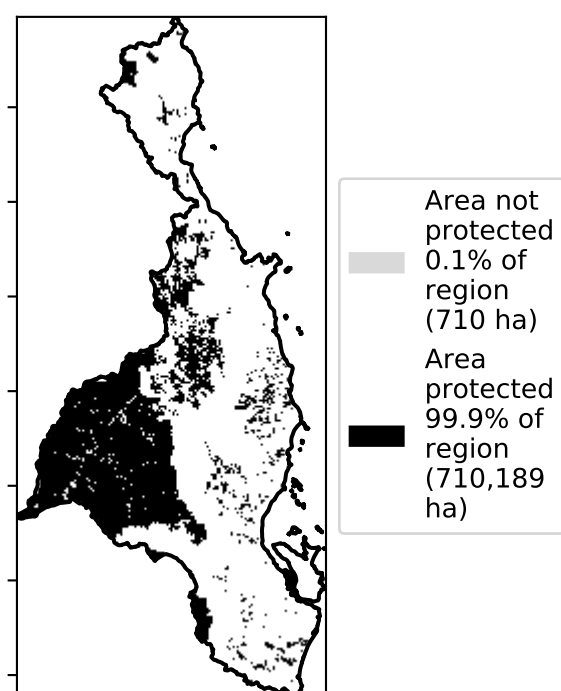 Area not
protected
0.1% of
region
(710 ha)
Area
protected
99.9% of
region
(710,189
ha)